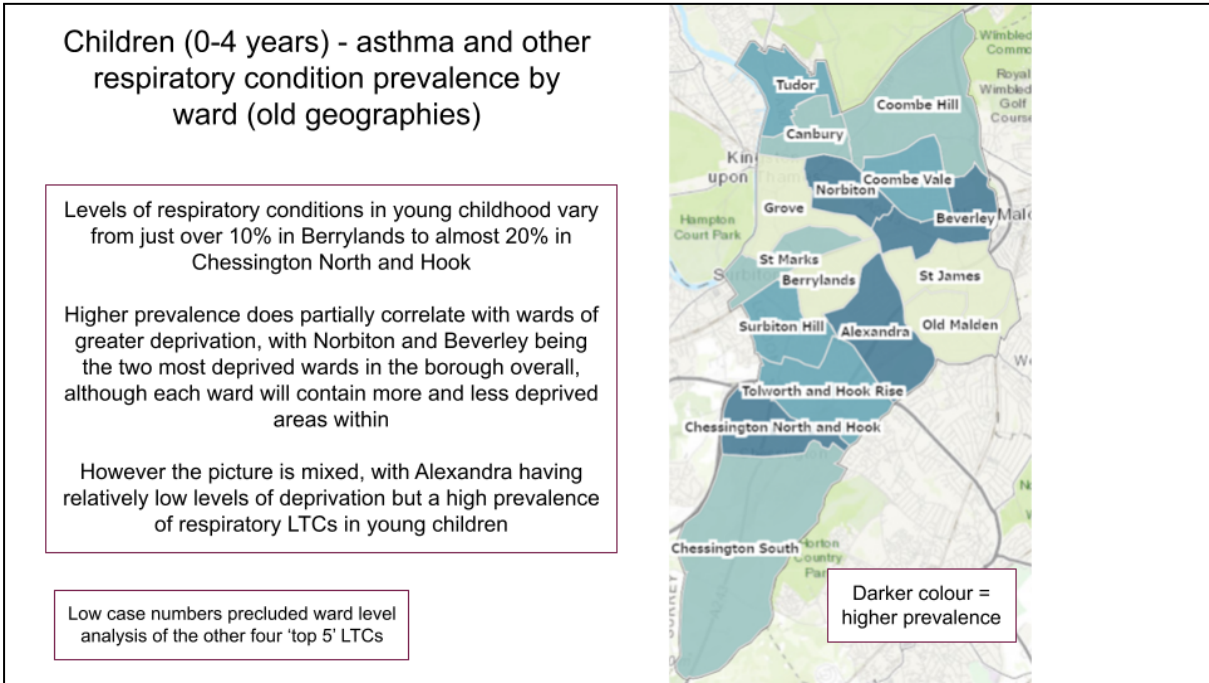 Children (0-4 years) - asthma and other
respiratory condition prevalence by
ward (old geographies)
Levels of respiratory conditions in young childhood vary
from just over 10% in Berrylands to almost 20% in
Chessington North and Hook
Higher prevalence does partially correlate with wards of
greater deprivation, with Norbiton and Beverley being
the two most deprived wards in the borough overall,
although each ward will contain more and less deprived
areas within
However the picture is mixed, with Alexandra having
relatively low levels of deprivation but a high prevalence
of respiratory LTCs in young children
Low case numbers precluded ward level
analysis of the other four ‘top 5’ LTCs
Tudor
Coombe Hill
Canbury
upon Thames
Norbiton
Coombe Vale
Grove
Beverley
Hampton
Court Park
St Marks
Berrylands
St James
Surbiton Hill
Alexandra
Old Malden
Tolworth and Hook Rise
Chessington North and Hook
Chessington South
Horton
Country
Royal
Golf
Darker colour =
higher prevalence